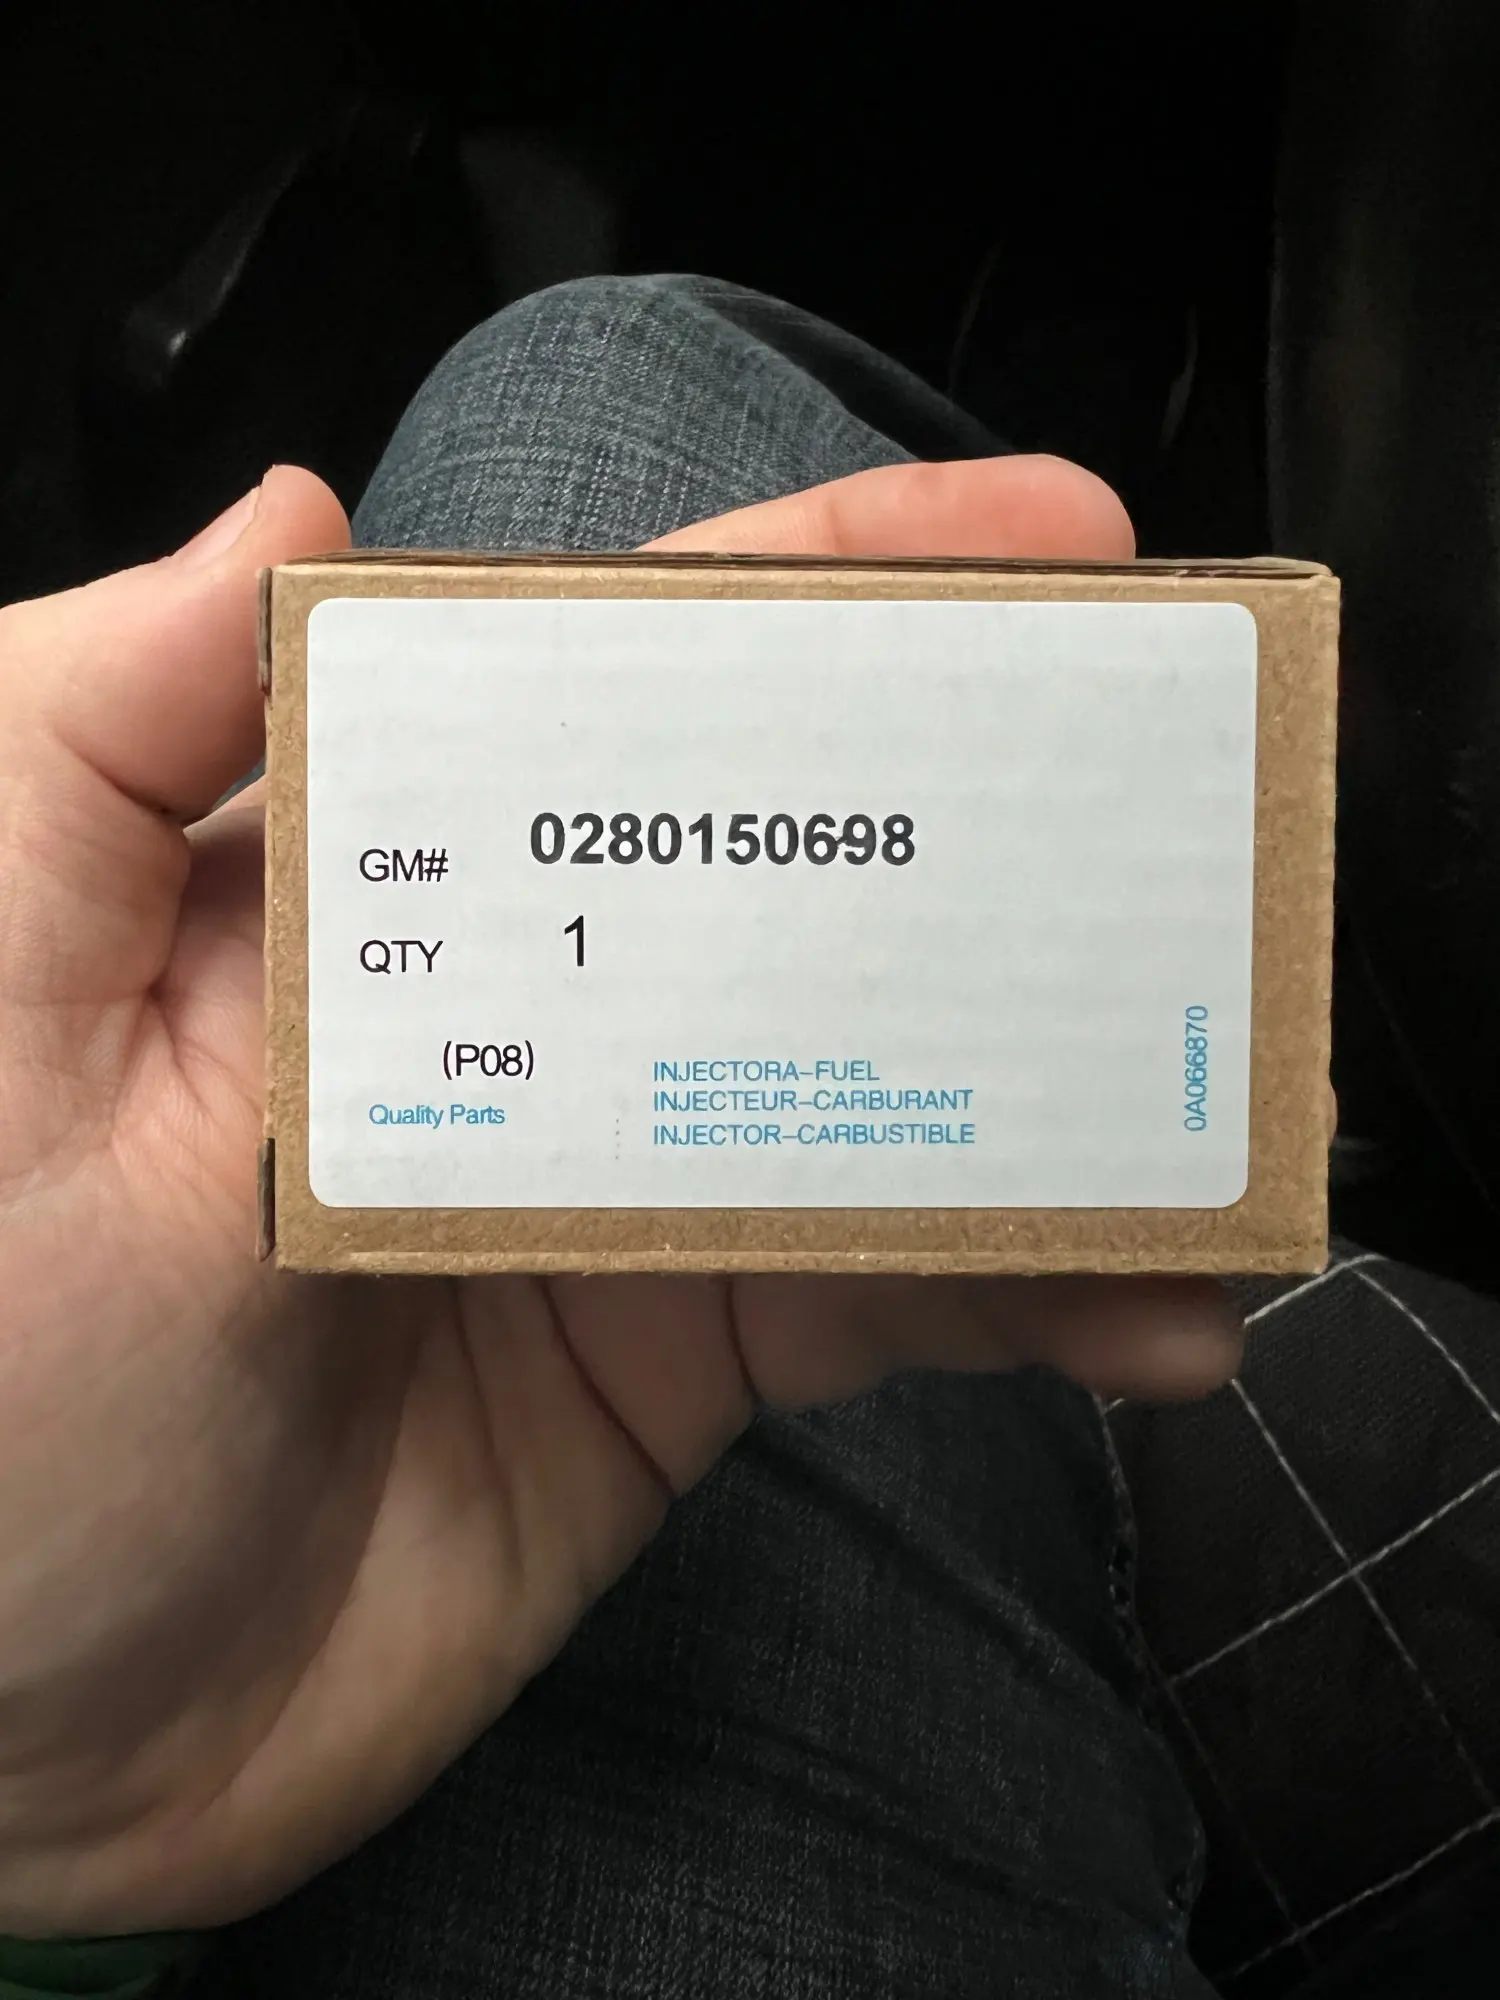 GM# 0280150698
QTY 1
(P08)
Quality Parts
INJECTORA–FUEL
INJECTEUR–CARBURANT
INJECTOR–CARBUSTIBLE
0A066870